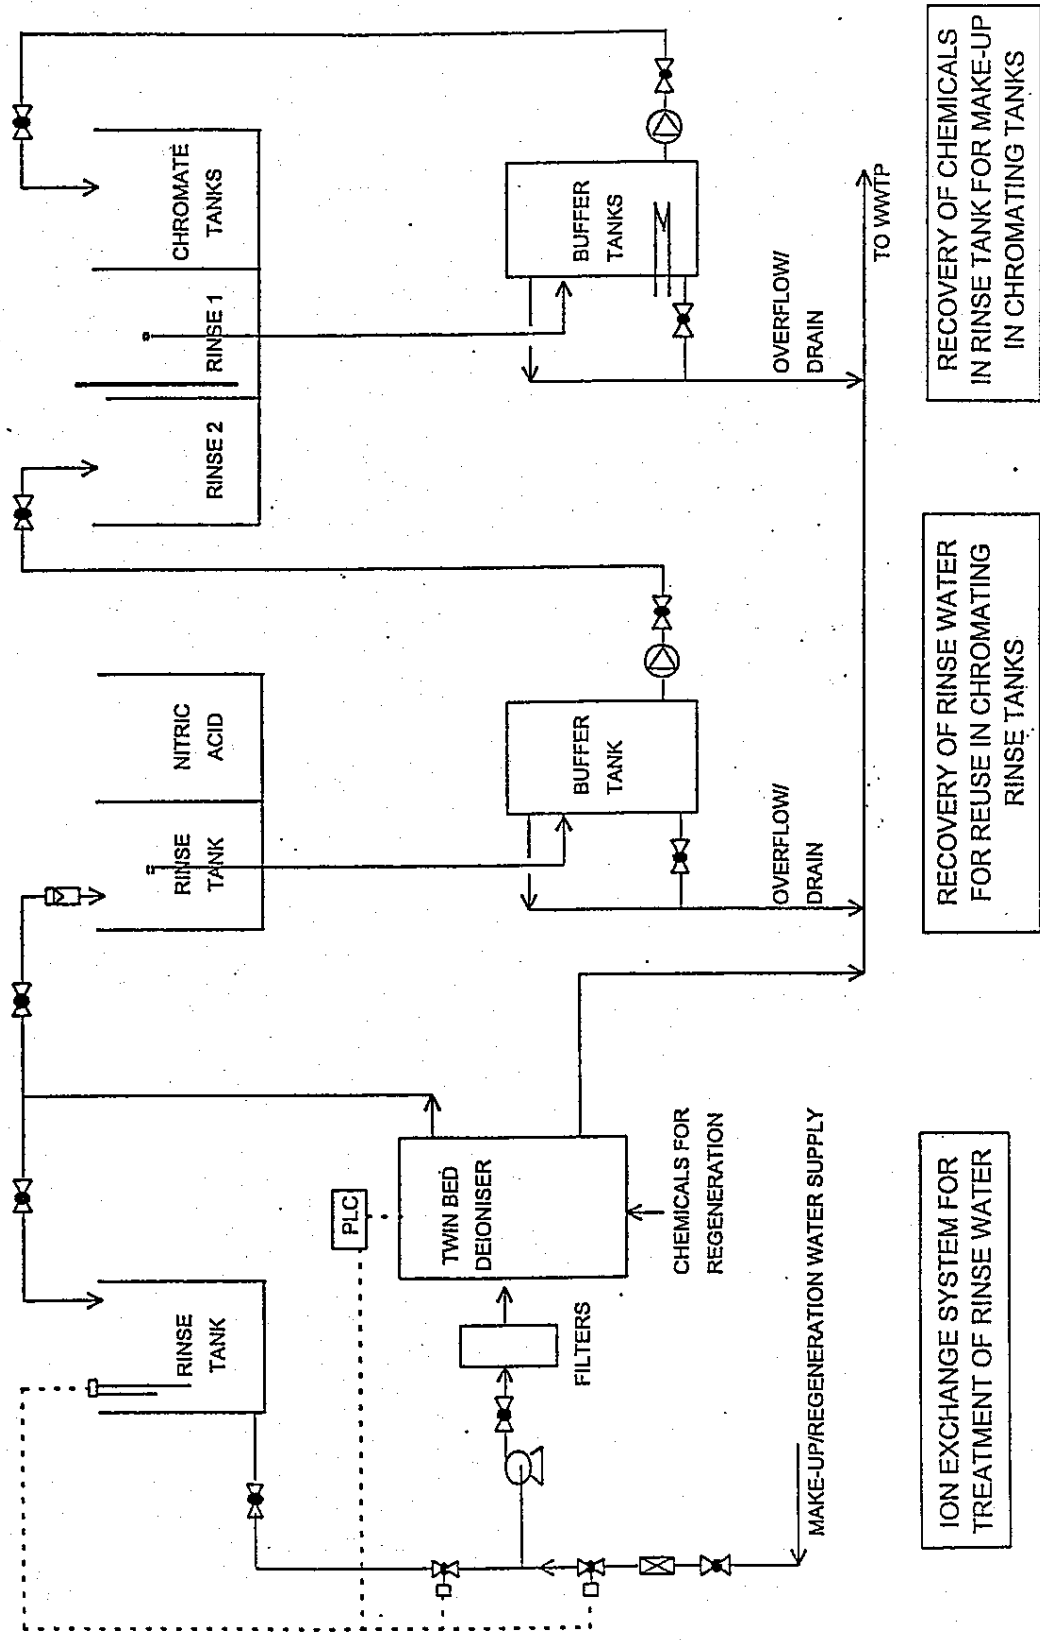 RINSE
TANK
PLC
TWIN BED
DEIONISER
FILTERS
CHEMICALS FOR
REGENERATION
MAKE-UP/REGENERATION WATER SUPPLY
ION EXCHANGE SYSTEM FOR
TREATMENT OF RINSE WATER
RINSE
TANK
NITRIC
ACID
BUFFER
TANK
OVERFLOW/
DRAIN
RECOVERY OF RINSE WATER
FOR REUSE IN CHROMATING
RINSE TANKS
RINSE 2
RINSE 1
CHROMATE
TANKS
BUFFER
TANKS
OVERFLOW/
DRAIN
TO WWTP
RECOVERY OF CHEMICALS
IN RINSE TANK FOR MAKE-UP
IN CHROMATING TANKS